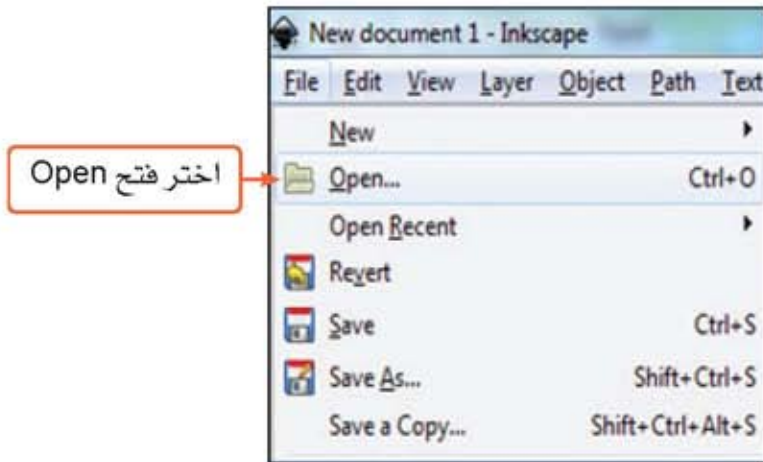 New document 1 - Inkscape
File Edit View Layer Object Path Text
New
اختر فتح Open
Open... Ctrl+O
Open Recent
Revert
Save Ctrl+S
Save As... Shift+Ctrl+S
Save a Copy... Shift+Ctrl+Alt+S